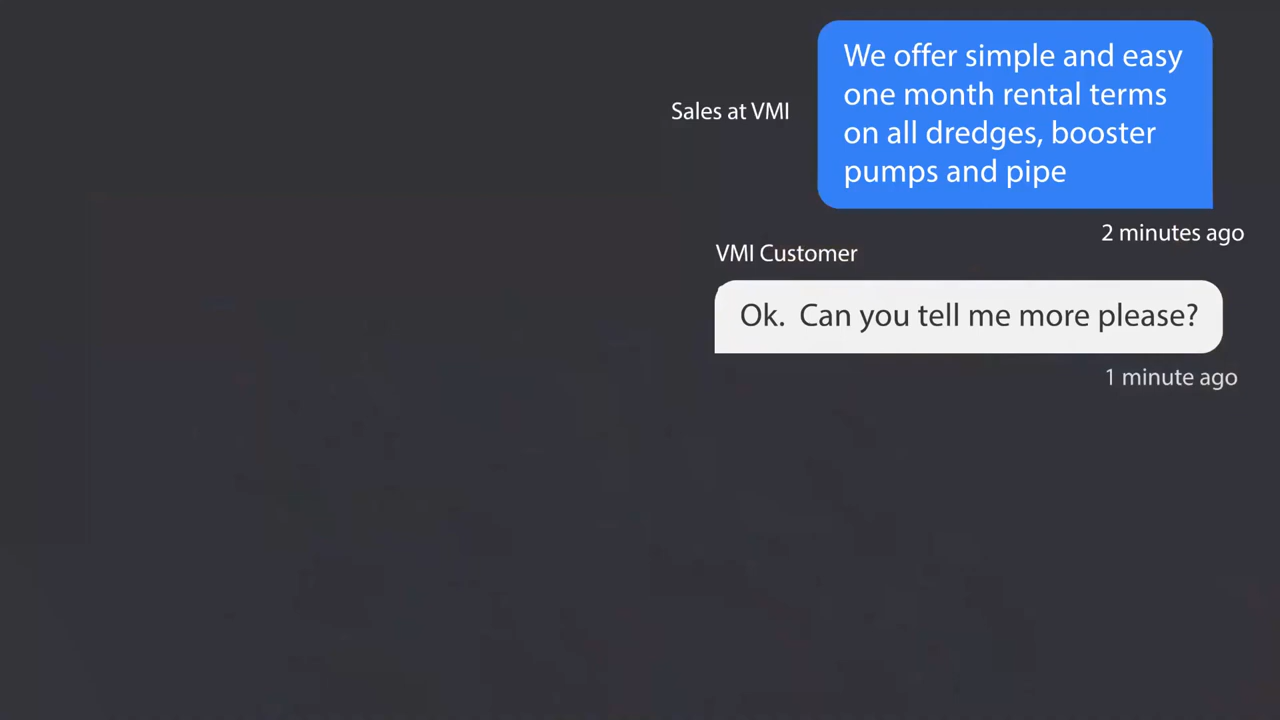 We offer simple and easy
one month rental terms
Sales at VMI
on all dredges, booster
pumps and pipe
2 minutes ago
VMI Customer
Ok.  Can you tell me more please?
1 minute ago